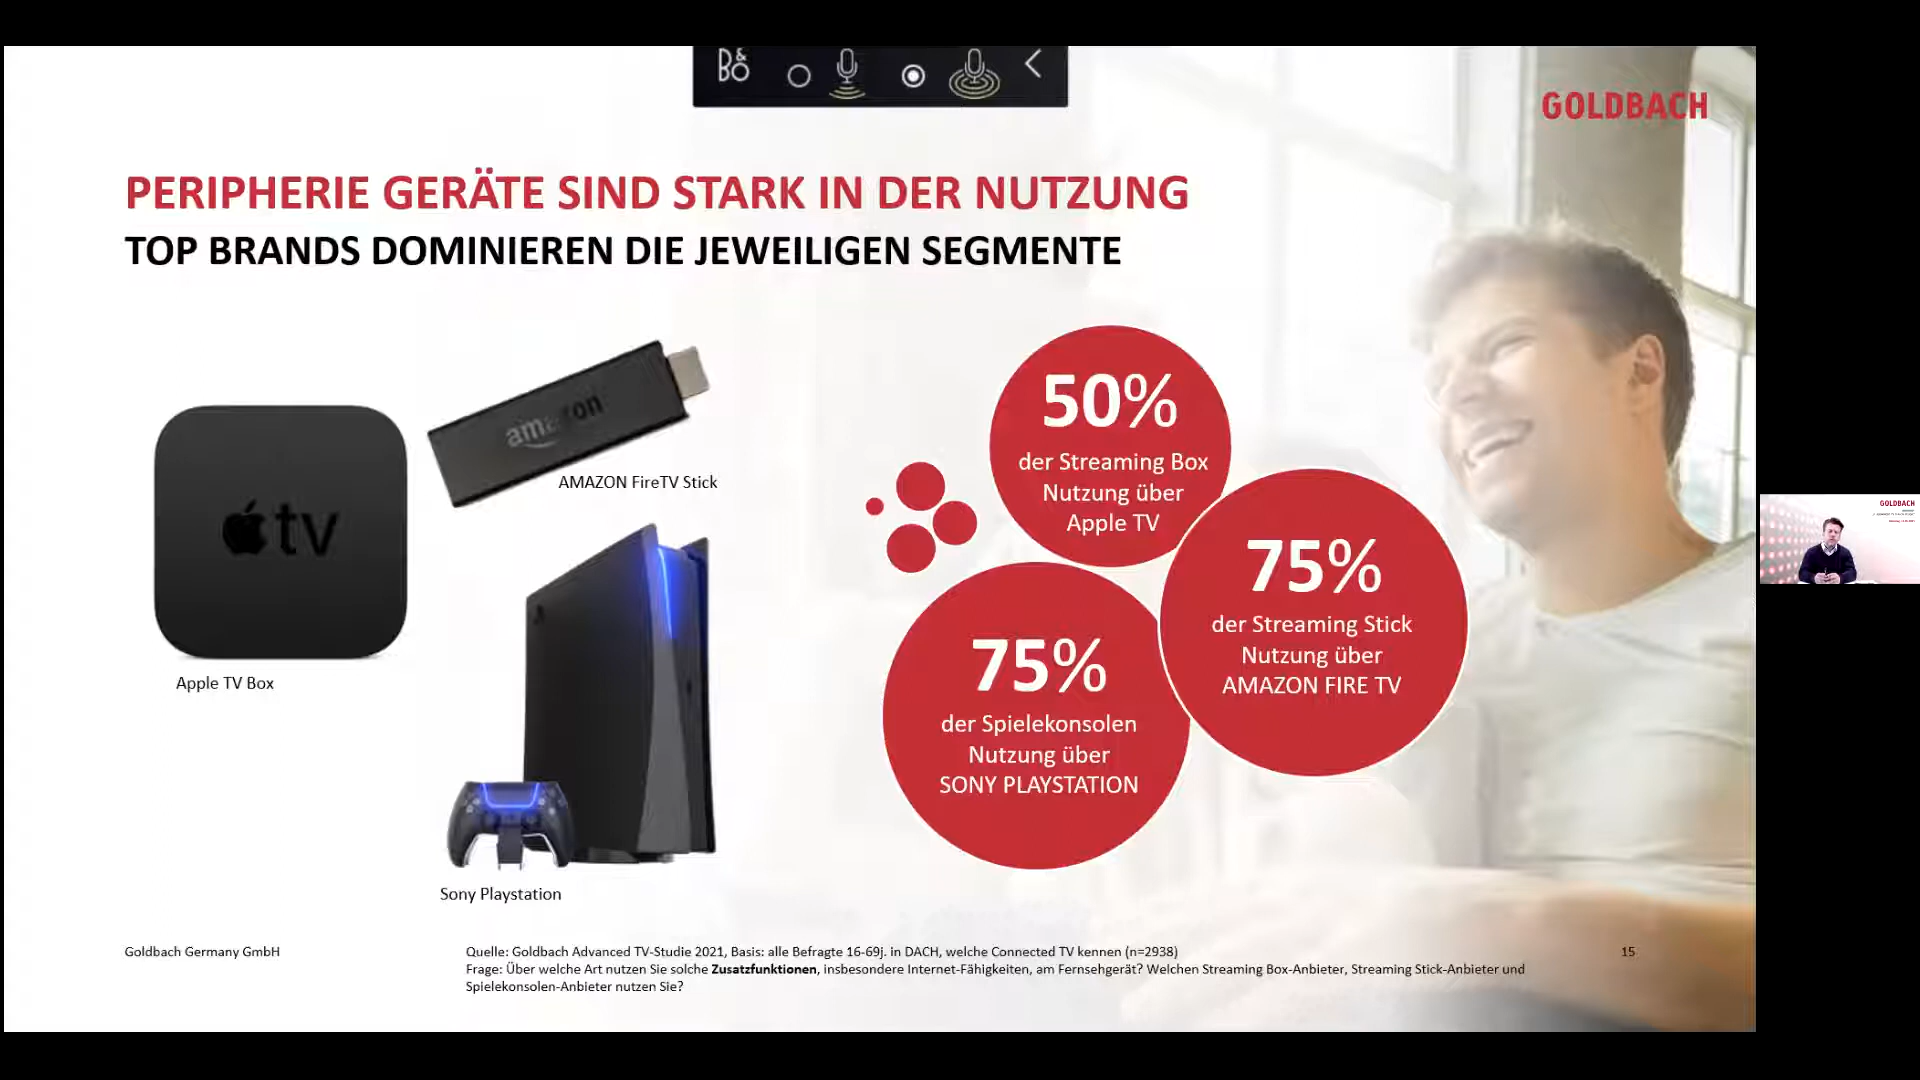 B&O
GOLDBACH
PERIPHERIE GERÄTE SIND STARK IN DER NUTZUNG
TOP BRANDS DOMINIEREN DIE JEWEILIGEN SEGMENTE
amazon
AMAZON FireTV Stick
tv
Apple TV Box
Sony Playstation
50%
der Streaming Box
Nutzung über
Apple TV
75%
der Streaming Stick
Nutzung über
AMAZON FIRE TV
75%
der Spielekonsolen
Nutzung über
SONY PLAYSTATION
GOLDBACH
Goldbach Germany GmbH
Quelle: Goldbach Advanced TV-Studie 2021, Basis: alle Befragte 16-69j. in DACH, welche Connected TV kennen (n=2938)
Frage: Über welche Art nutzen Sie solche Zusatzfunktionen, insbesondere Internet-Fähigkeiten, am Fernsehgerät? Welchen Streaming Box-Anbieter, Streaming Stick-Anbieter und
Spielekonsolen-Anbieter nutzen Sie?
15